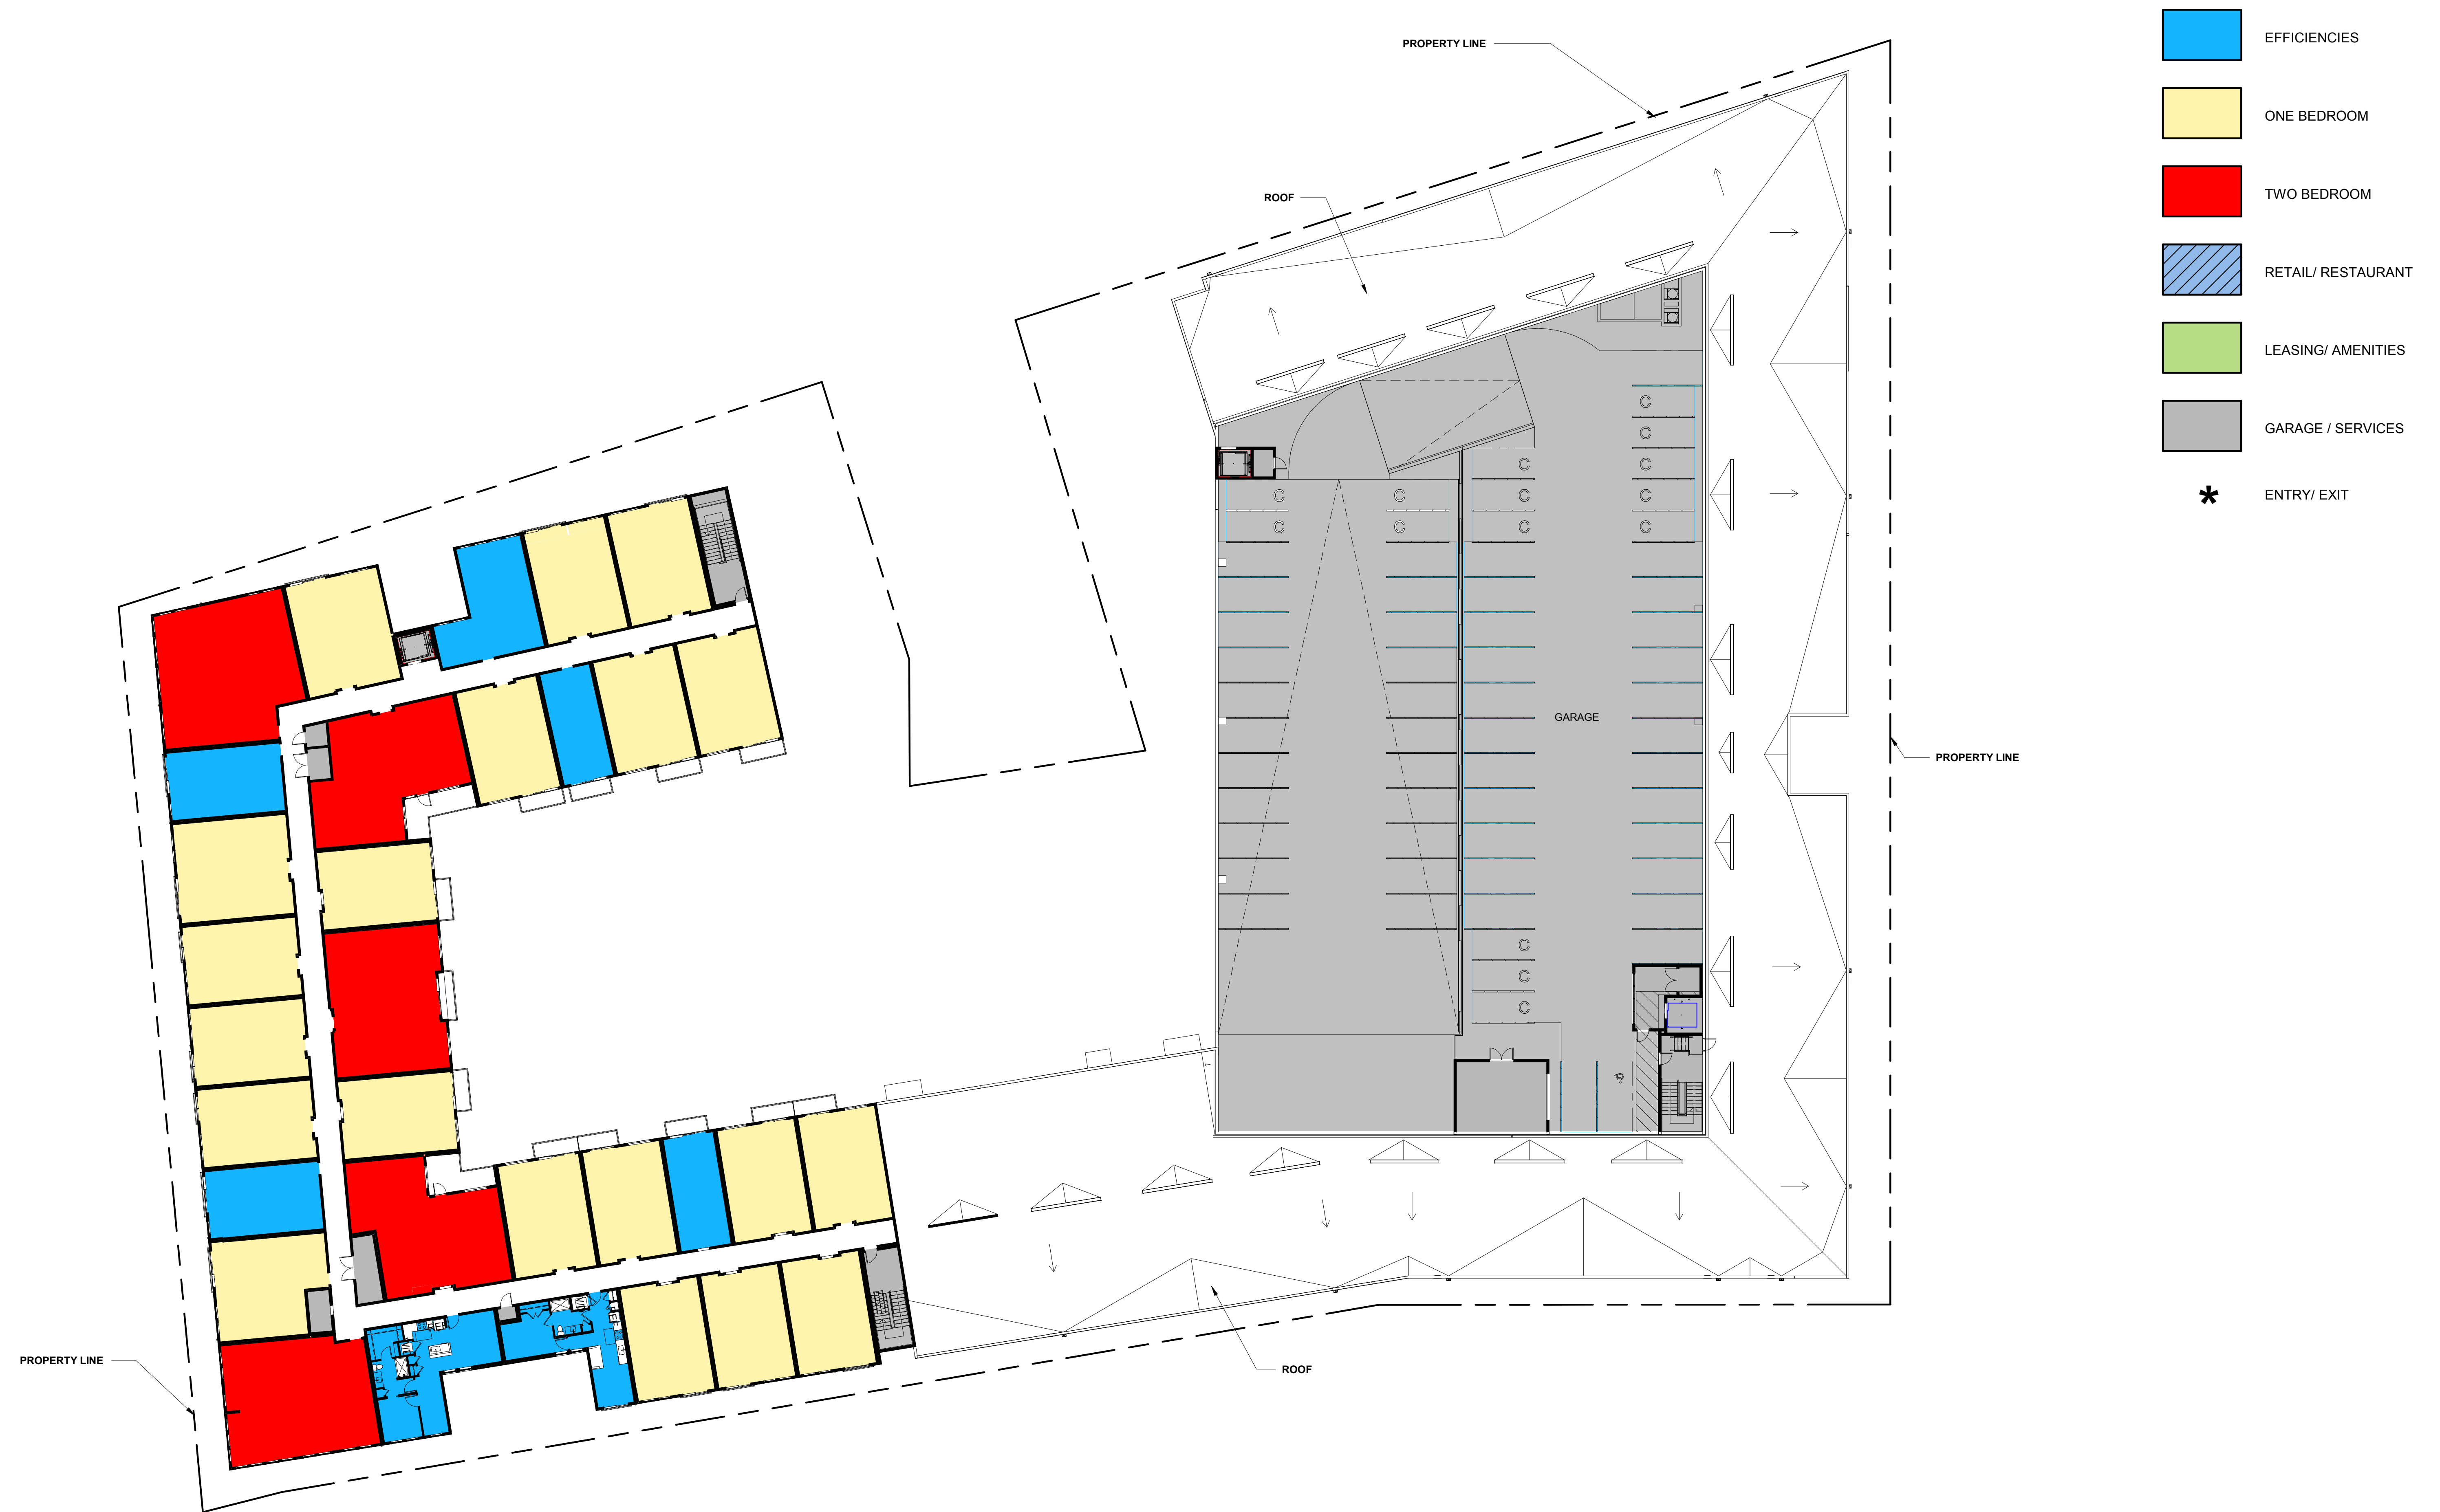 EFFICIENCIES
PROPERTY LINE
ONE BEDROOM
TWO BEDROOM
ROOF
RETAIL/ RESTAURANT
LEASING/ AMENITIES
C
C
GARAGE / SERVICES
C C
C C C C
* ENTRY/ EXIT
C C C C
GARAGE
PROPERTY LINE
C
C
C
PROPERTY LINE
ROOF